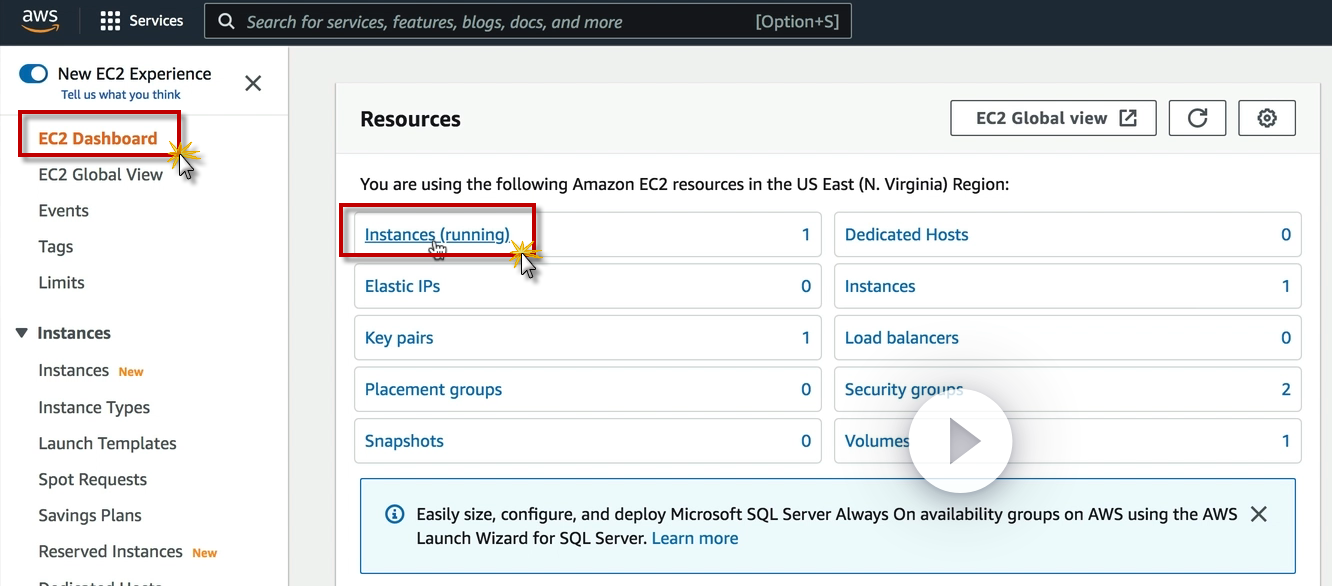 aws
Services
Search for services, features, blogs, docs, and more
[Option+S]
New EC2 Experience
Tell us what you think
EC2 Dashboard
EC2 Global View
Events
Tags
Limits
Instances
Instances New
Instance Types
Launch Templates
Spot Requests
Savings Plans
Reserved Instances New
Dedicated Hosts
Resources
EC2 Global view
You are using the following Amazon EC2 resources in the US East (N. Virginia) Region:
Instances (running) 1
Dedicated Hosts 0
Elastic IPs 0
Instances 1
Key pairs 1
Load balancers 0
Placement groups 0
Security groups 2
Snapshots 0
Volumes 1
Easily size, configure, and deploy Microsoft SQL Server Always On availability groups on AWS using the AWS
Launch Wizard for SQL Server. Learn more